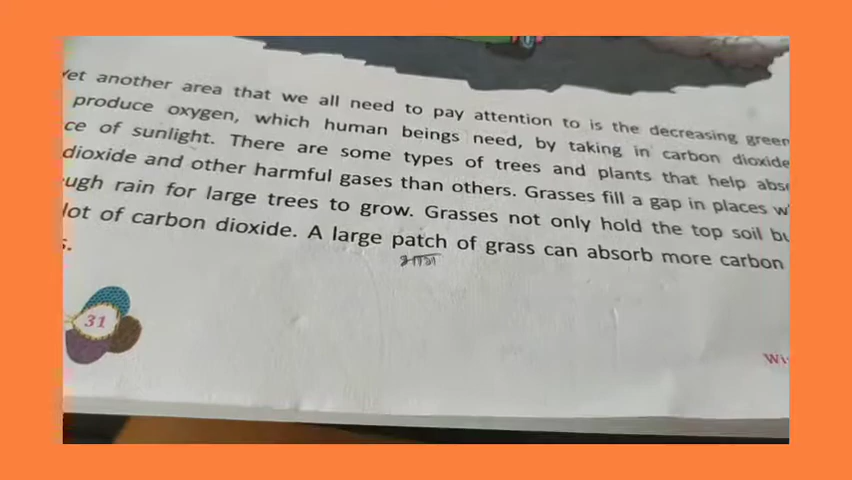 Yet another area that we all need to pay attention to is the decreasing green
produce oxygen, which human beings need, by taking in carbon dioxide
ce of sunlight. There are some types of trees and plants that help abso
dioxide and other harmful gases than others. Grasses fill a gap in places w
ugh rain for large trees to grow. Grasses not only hold the top soil bu
lot of carbon dioxide. A large patch of grass can absorb more carbon
s.
31
Wi